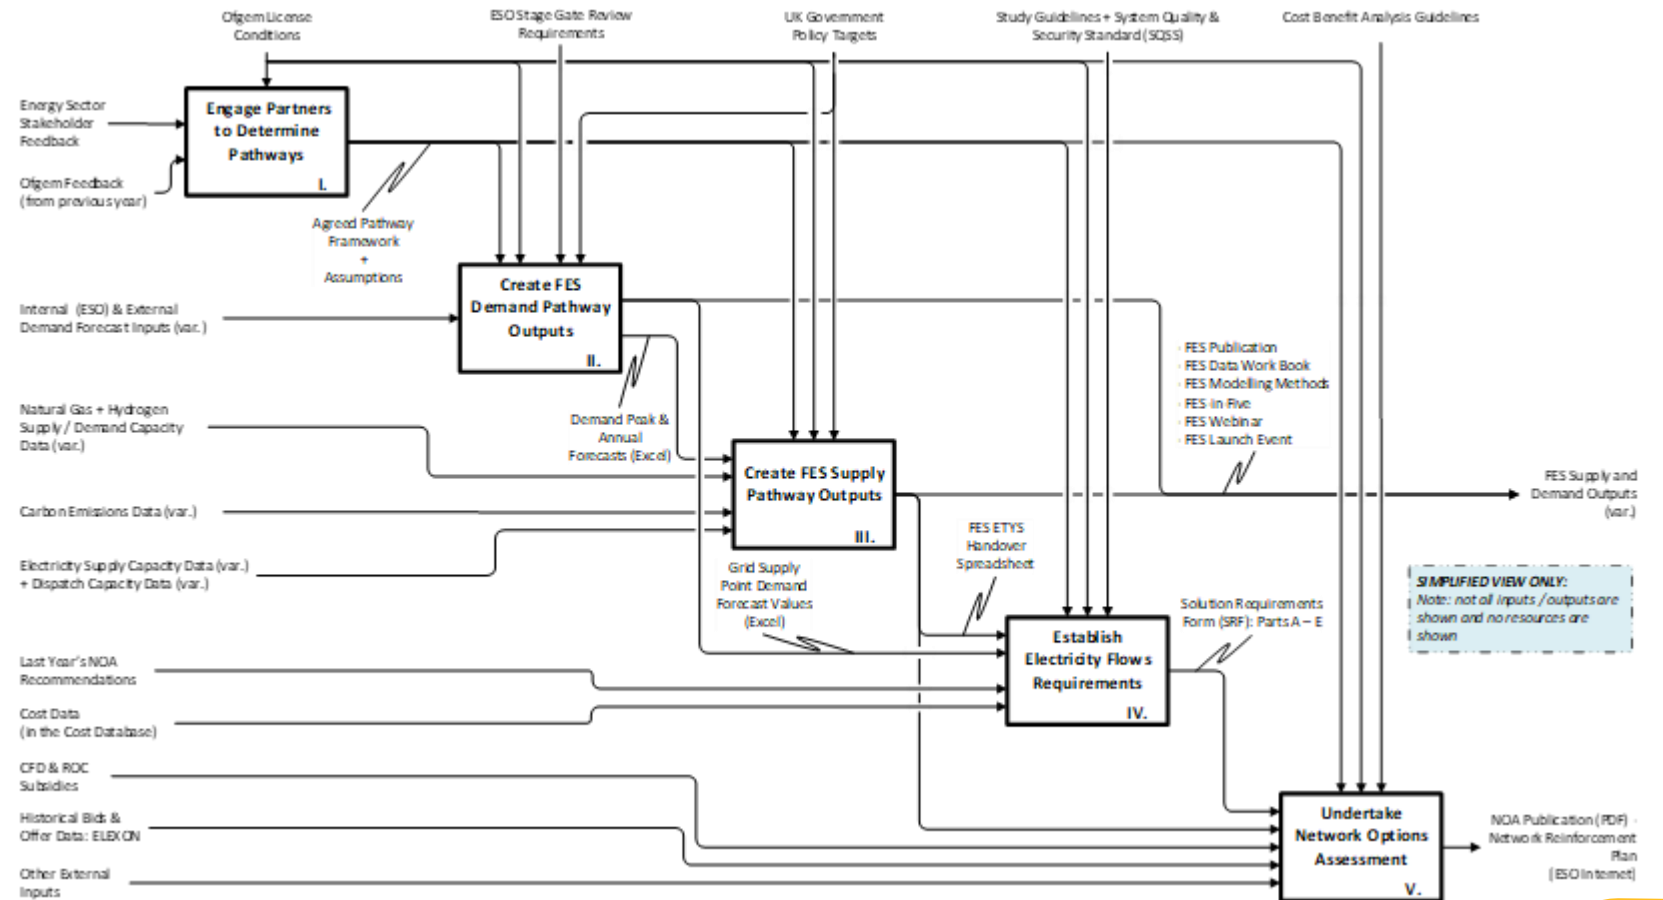 Ofgem License
Conditions
ESO Stage Gate Review
Requirements
UK Government
Policy Targets
Study Guidelines + System Quality &
Security Standard (SQSS)
Cost Benefit Analysis Guidelines
Energy Sector
Stakeholder
Feedback
Ofgem Feedback
(from previous year)
Engage Partners
to Determine
Pathways
I.
Agreed Pathway
Framework
+
Assumptions
Internal (ESO) & External
Demand Forecast Inputs (var.)
Create FES
Demand Pathway
Outputs
II.
Demand Peak &
Annual
Forecasts (Excel)
Natural Gas + Hydrogen
Supply / Demand Capacity
Data (var.)
Carbon Emissions Data (var.)
Electricity Supply Capacity Data (var.)
+ Dispatch Capacity Data (var.)
Create FES Supply
Pathway Outputs
III.
· FES Publication
· FES Data Work Book
· FES Modelling Methods
· FES-in-Five
· FES Webinar
· FES Launch Event
FES Supply and
Demand Outputs
(var.)
Grid Supply
Point Demand
Forecast Values
(Excel)
FES ETYS
Handover
Spreadsheet
SIMPLIFIED VIEW ONLY:
Note: not all inputs / outputs are
shown and no resources are
shown
Last Year's NOA
Recommendations
Cost Data
(in the Cost Database)
Establish
Electricity Flows
Requirements
IV.
Solution Requirements
Form (SRF): Parts A – E
CFD & ROC
Subsidies
Historical Bids &
Offer Data: ELEXON
Other External
Inputs
Undertake
Network Options
Assessment
V.
NOA Publication (PDF) -
Network Reinforcement
Plan
(ESO Internet)